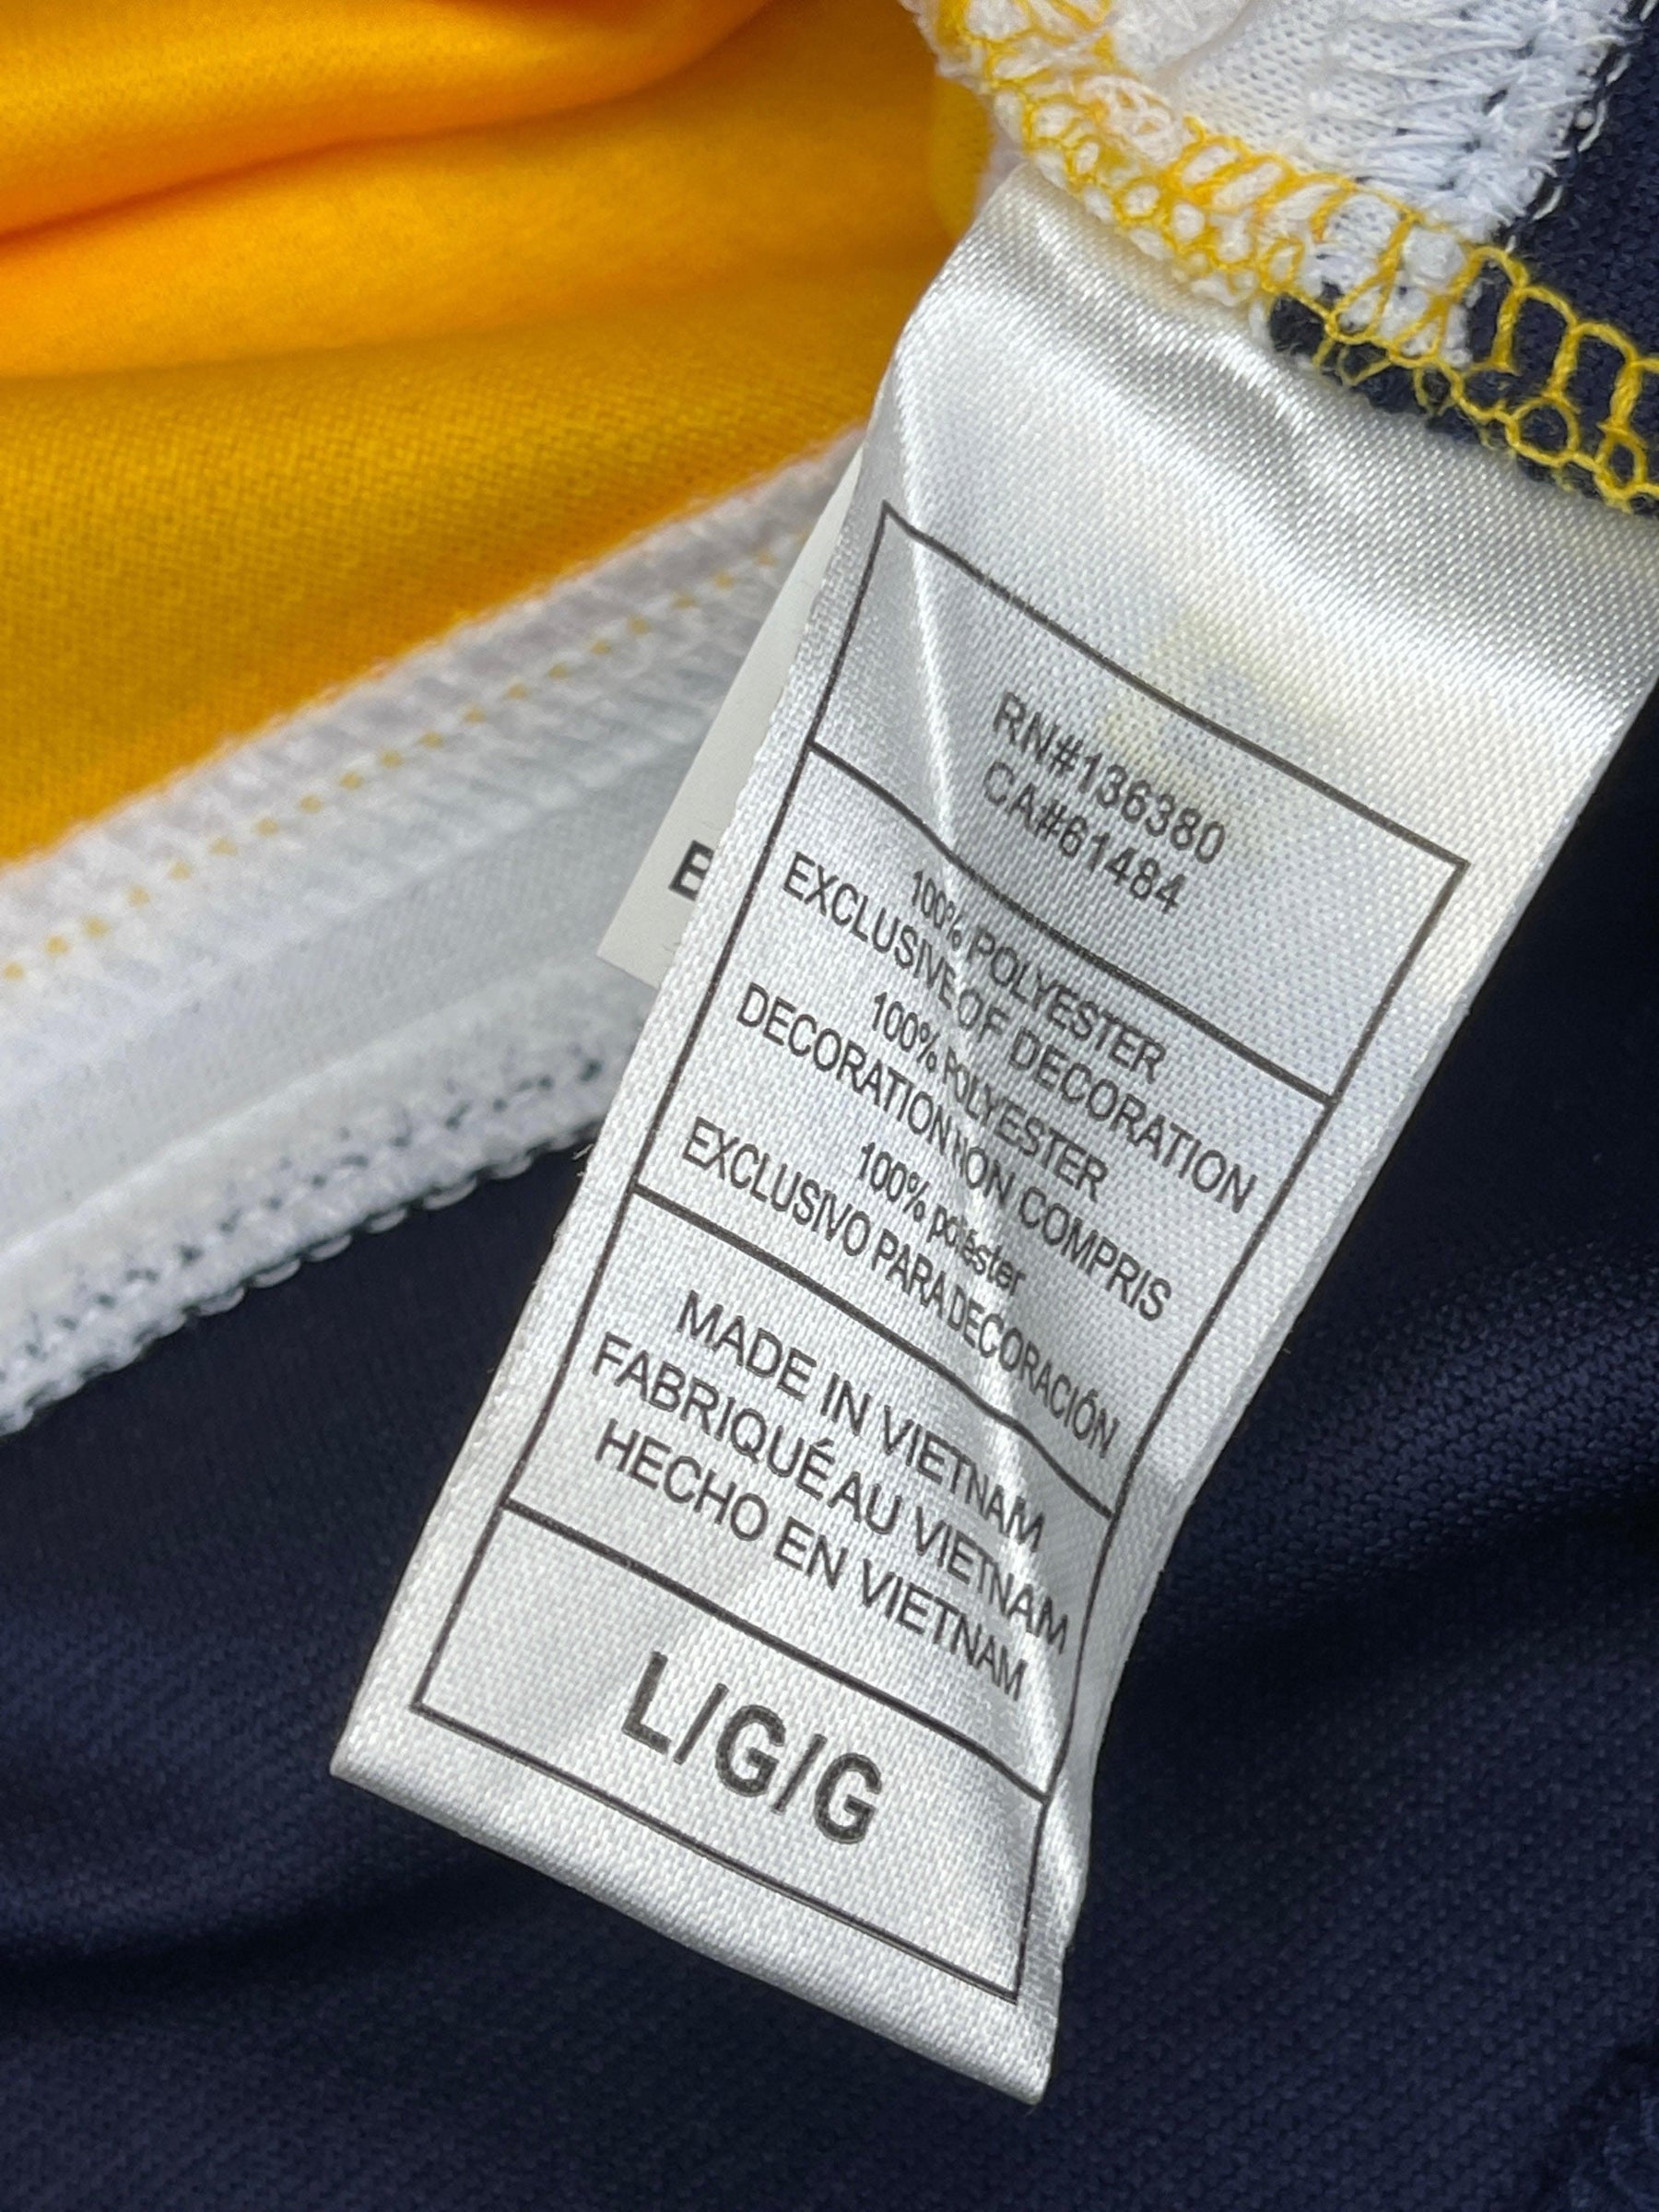 RN#136380
CA#61484
100% POLYESTER
EXCLUSIVE OF DECORATION
100% POLYESTER
DECORATION NON COMPRIS
100% poléster
EXCLUSIVO PARA DECORACIÓN
MADE IN VIETNAM
FABRIQUÉ AU VIETNAM
HECHO EN VIETNAM
L/G/G